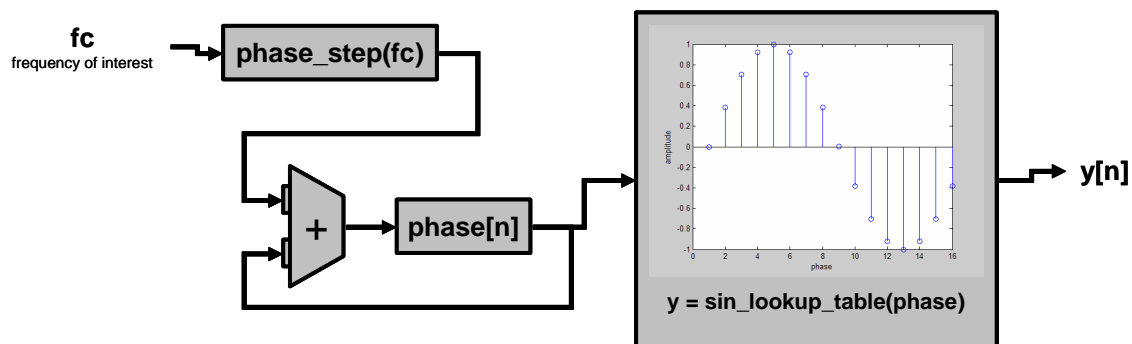 fc
frequency of interest
phase_step(fc)
+
phase[n]
1
0.8
0.6
0.4
0.2
0
-0.2
-0.4
-0.6
-0.8
-1
amplitude
0 2 4 6 8 10 12 14 16
phase
y = sin_lookup_table(phase)
y[n]